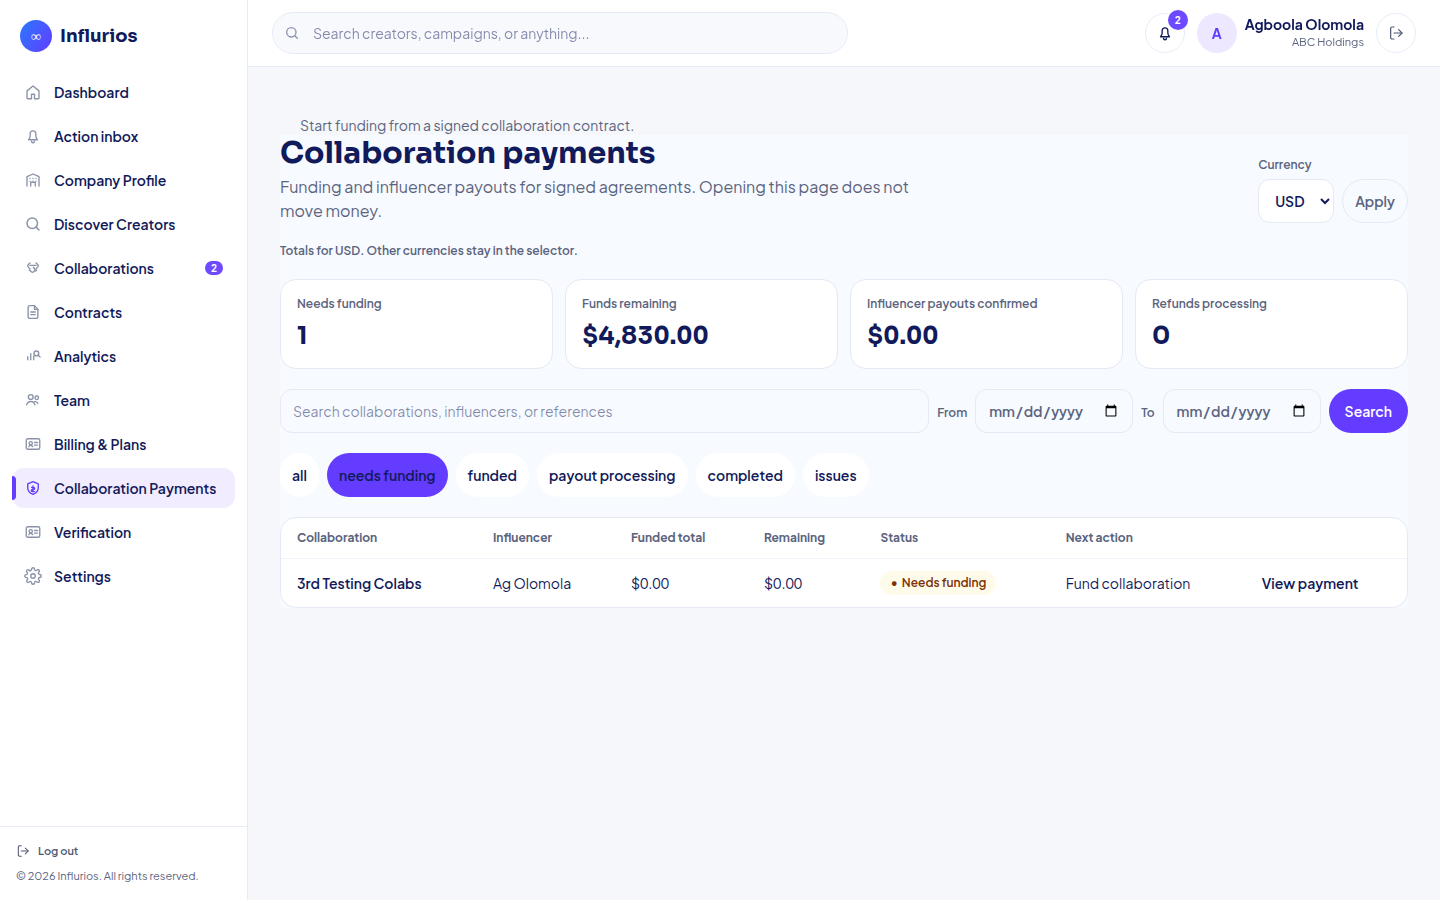 Influrios
Dashboard
Action inbox
Company Profile
Discover Creators
Collaborations 2
Contracts
Analytics
Team
Billing & Plans
Collaboration Payments
Verification
Settings
Log out
© 2026 Influrios. All rights reserved.
Search creators, campaigns, or anything...
2
A
Agboola Olomola
ABC Holdings
Start funding from a signed collaboration contract.
Collaboration payments
Funding and influencer payouts for signed agreements. Opening this page does not
move money.
Currency
USD Apply
Totals for USD. Other currencies stay in the selector.
Needs funding
1
Funds remaining
$4,830.00
Influencer payouts confirmed
$0.00
Refunds processing
0
Search collaborations, influencers, or references From mm/dd/yyyy To mm/dd/yyyy Search
all needs funding funded payout processing completed issues
Collaboration Influencer Funded total Remaining Status Next action
3rd Testing Colabs Ag Olomola $0.00 $0.00 • Needs funding Fund collaboration View payment